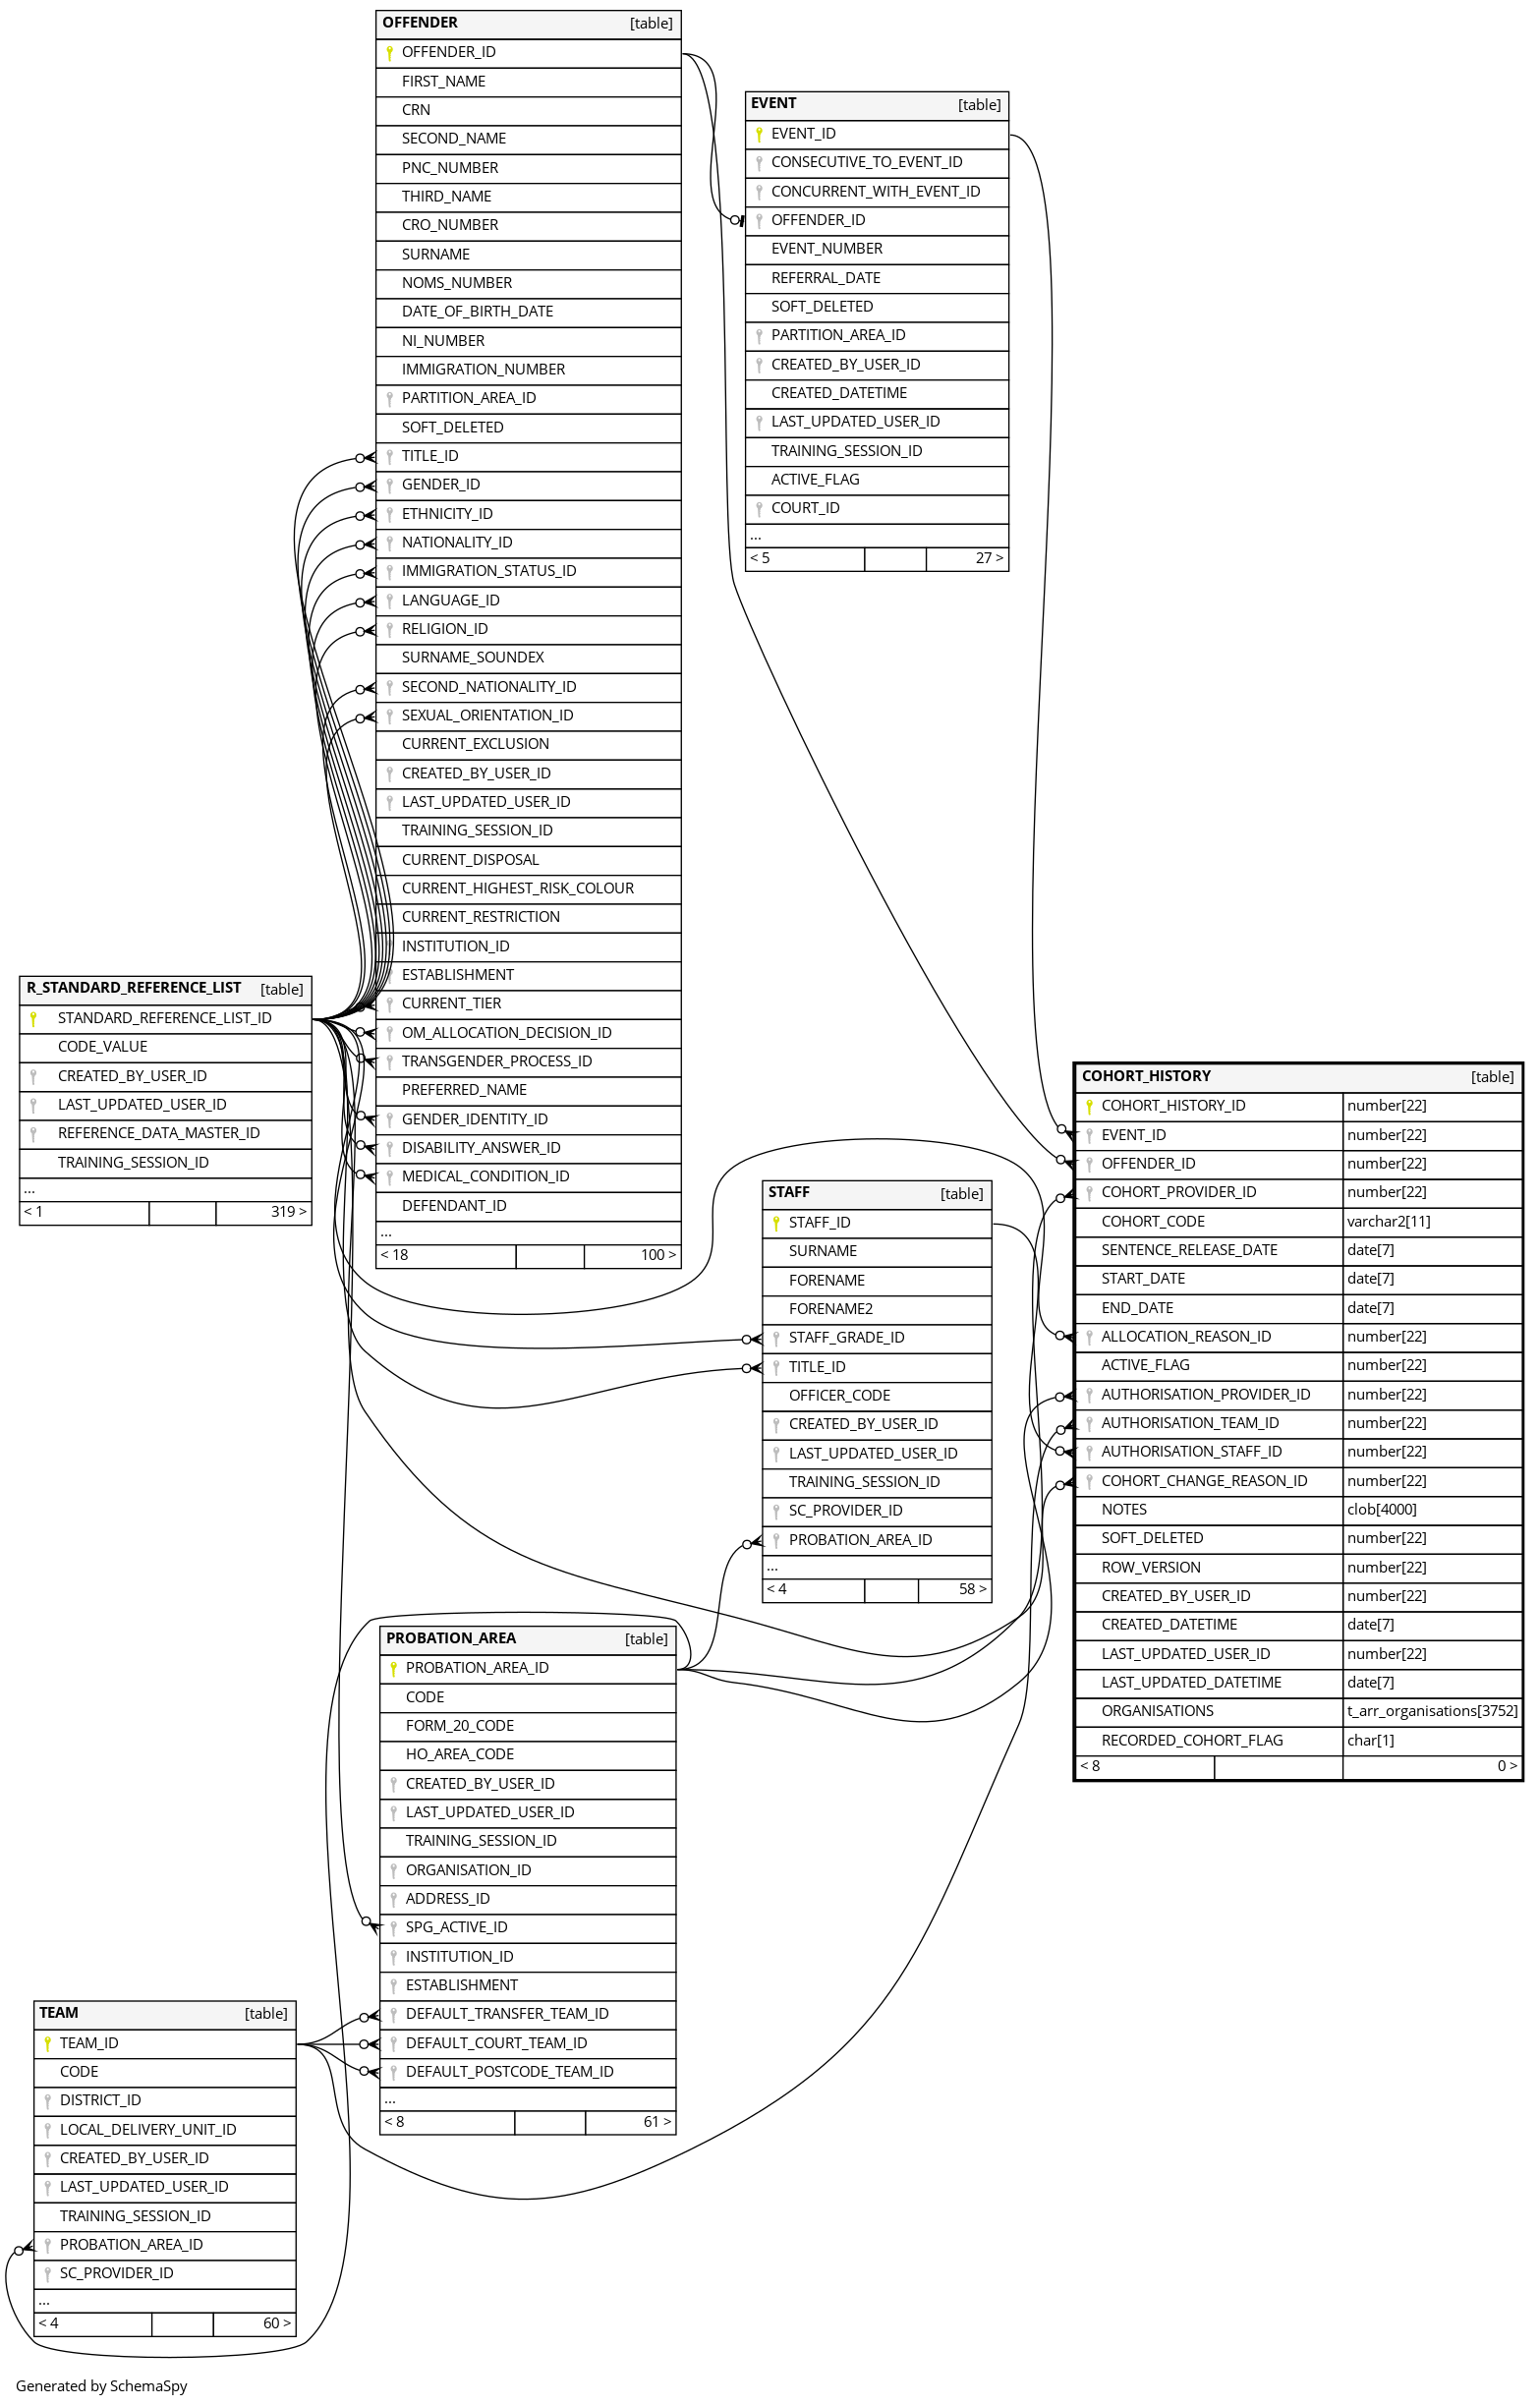 OFFENDER [table]
OFFENDER_ID
FIRST_NAME
CRN
SECOND_NAME
PNC_NUMBER
THIRD_NAME
CRO_NUMBER
SURNAME
NOMS_NUMBER
DATE_OF_BIRTH_DATE
NI_NUMBER
IMMIGRATION_NUMBER
PARTITION_AREA_ID
SOFT_DELETED
TITLE_ID
GENDER_ID
ETHNICITY_ID
NATIONALITY_ID
IMMIGRATION_STATUS_ID
LANGUAGE_ID
RELIGION_ID
SURNAME_SOUNDEX
SECOND_NATIONALITY_ID
SEXUAL_ORIENTATION_ID
CURRENT_EXCLUSION
CREATED_BY_USER_ID
LAST_UPDATED_USER_ID
TRAINING_SESSION_ID
CURRENT_DISPOSAL
CURRENT_HIGHEST_RISK_COLOUR
CURRENT_RESTRICTION
INSTITUTION_ID
ESTABLISHMENT
CURRENT_TIER
OM_ALLOCATION_DECISION_ID
TRANSGENDER_PROCESS_ID
PREFERRED_NAME
GENDER_IDENTITY_ID
DISABILITY_ANSWER_ID
MEDICAL_CONDITION_ID
DEFENDANT_ID
...
< 18 100 >
EVENT [table]
EVENT_ID
CONSECUTIVE_TO_EVENT_ID
CONCURRENT_WITH_EVENT_ID
OFFENDER_ID
EVENT_NUMBER
REFERRAL_DATE
SOFT_DELETED
PARTITION_AREA_ID
CREATED_BY_USER_ID
CREATED_DATETIME
LAST_UPDATED_USER_ID
TRAINING_SESSION_ID
ACTIVE_FLAG
COURT_ID
...
< 5 27 >
R_STANDARD_REFERENCE_LIST [table]
STANDARD_REFERENCE_LIST_ID
CODE_VALUE
CREATED_BY_USER_ID
LAST_UPDATED_USER_ID
REFERENCE_DATA_MASTER_ID
TRAINING_SESSION_ID
...
< 1 319 >
COHORT_HISTORY [table]
COHORT_HISTORY_ID number[22]
EVENT_ID number[22]
OFFENDER_ID number[22]
COHORT_PROVIDER_ID number[22]
COHORT_CODE varchar2[11]
SENTENCE_RELEASE_DATE date[7]
START_DATE date[7]
END_DATE date[7]
ALLOCATION_REASON_ID number[22]
ACTIVE_FLAG number[22]
AUTHORISATION_PROVIDER_ID number[22]
AUTHORISATION_TEAM_ID number[22]
AUTHORISATION_STAFF_ID number[22]
COHORT_CHANGE_REASON_ID number[22]
NOTES clob[4000]
SOFT_DELETED number[22]
ROW_VERSION number[22]
CREATED_BY_USER_ID number[22]
CREATED_DATETIME date[7]
LAST_UPDATED_USER_ID number[22]
LAST_UPDATED_DATETIME date[7]
ORGANISATIONS t_arr_organisations[3752]
RECORDED_COHORT_FLAG char[1]
< 8 0 >
STAFF [table]
STAFF_ID
SURNAME
FORENAME
FORENAME2
STAFF_GRADE_ID
TITLE_ID
OFFICER_CODE
CREATED_BY_USER_ID
LAST_UPDATED_USER_ID
TRAINING_SESSION_ID
SC_PROVIDER_ID
PROBATION_AREA_ID
...
< 4 58 >
PROBATION_AREA [table]
PROBATION_AREA_ID
CODE
FORM_20_CODE
HO_AREA_CODE
CREATED_BY_USER_ID
LAST_UPDATED_USER_ID
TRAINING_SESSION_ID
ORGANISATION_ID
ADDRESS_ID
SPG_ACTIVE_ID
INSTITUTION_ID
ESTABLISHMENT
DEFAULT_TRANSFER_TEAM_ID
DEFAULT_COURT_TEAM_ID
DEFAULT_POSTCODE_TEAM_ID
...
< 8 61 >
TEAM [table]
TEAM_ID
CODE
DISTRICT_ID
LOCAL_DELIVERY_UNIT_ID
CREATED_BY_USER_ID
LAST_UPDATED_USER_ID
TRAINING_SESSION_ID
PROBATION_AREA_ID
SC_PROVIDER_ID
...
< 4 60 >
Generated by SchemaSpy